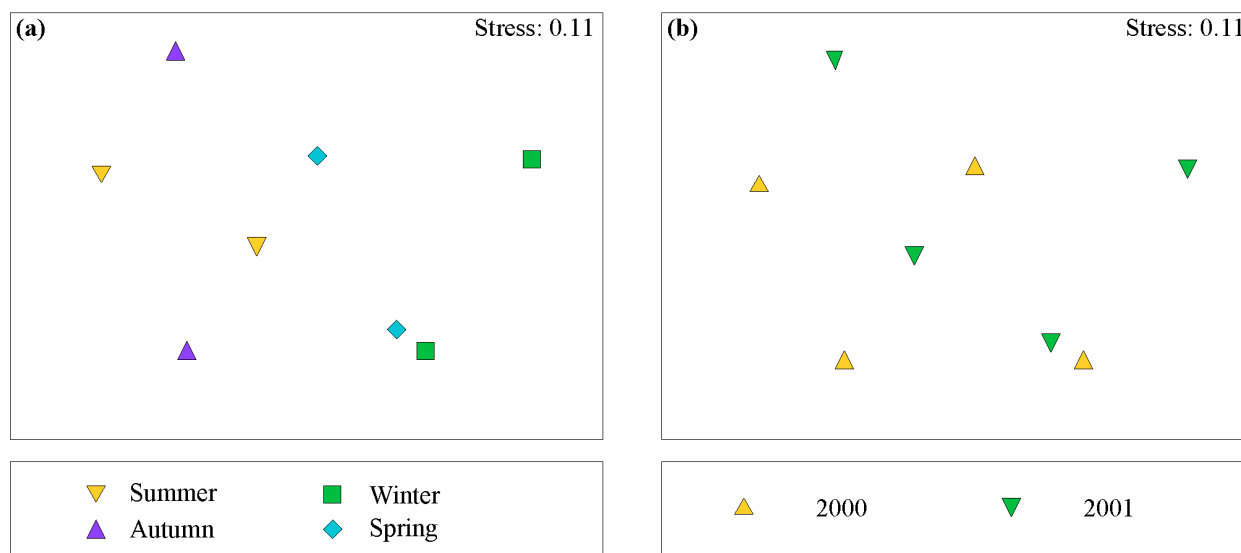 (a) Stress: 0.11
(b) Stress: 0.11
Summer Winter
Autumn Spring
2000 2001